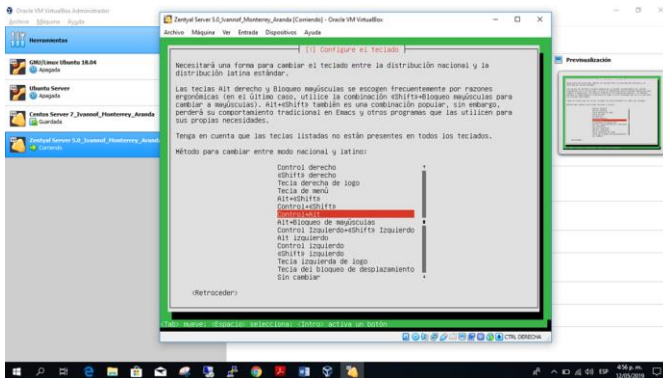 Oracle VM VirtualBox Administrador
Archivo Máquina Ayuda
Herramientas
GNU/Linux Ubuntu 18.04
Apagada
Ubuntu Server
Apagada
Centos Server 7_Ivannof_Monterrey_Aranda
Guardada
Zentyal Server 5.0_Ivannof_Monterrey_Aranda
Corriendo
Previsualización
Zentyal Server 5.0_Ivannof_Monterrey_Aranda [Corriendo] - Oracle VM VirtualBox
Archivo Máquina Ver Entrada Dispositivos Ayuda
[!] Configure el teclado
Necesitará una forma para cambiar el teclado entre la distribución nacional y la
distribución latina estándar.
Las teclas Alt derecho y Bloqueo mayúsculas se escogen frecuentemente por razones
ergonómicas (en el último caso, utilice la combinación «Shift»+Bloqueo mayúsculas para
cambiar a mayúsculas). Alt+«Shift» también es una combinación popular, sin embargo,
perderá su comportamiento tradicional en Emacs y otros programas que las utilicen para
sus propias necesidades.
Tenga en cuenta que las teclas listadas no están presentes en todos los teclados.
Método para cambiar entre modo nacional y latino:
Control derecho
«Shift» derecho
Tecla derecha de logo
Tecla de menú
Alt+«Shift»
Control+«Shift»
Control+Alt
Alt+Bloqueo de mayúsculas
Control Izquierdo+«Shift» Izquierdo
Alt izquierdo
Control izquierdo
«Shift» izquierdo
Tecla izquierda de logo
Tecla del bloqueo de desplazamiento
Sin cambiar
<Retroceder>
<Tab> mueve; <Espacio> selecciona; <Intro> activa un botón
CTRL DERECHA
ESP
4:56 p. m.
12/05/2019